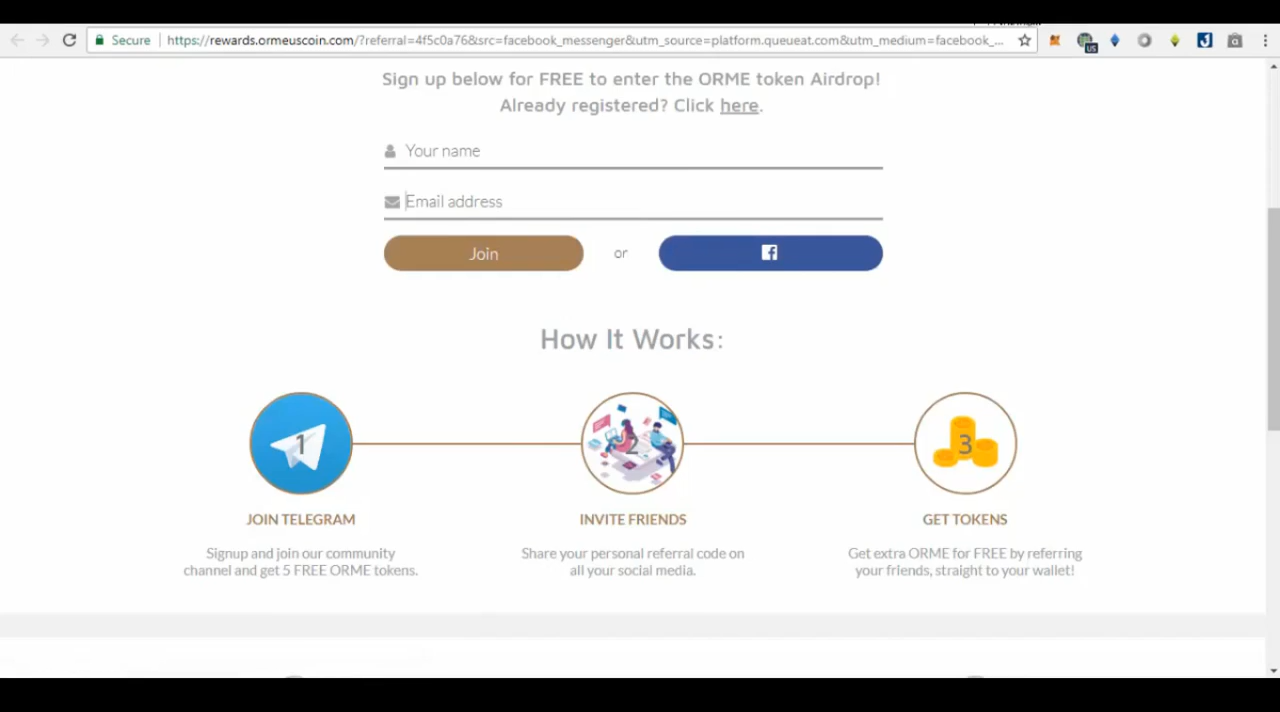 Secure
https://rewards.ormeuscoin.com/?referral=4f5c0a76&src=facebook_messenger&utm_source=platform.queueat.com&utm_medium=facebook_...
US
Sign up below for FREE to enter the ORME token Airdrop!
Already registered? Click here.
Your name
Email address
Join
or
How It Works:
1
2
3
JOIN TELEGRAM
INVITE FRIENDS
GET TOKENS
Signup and join our community
channel and get 5 FREE ORME tokens.
Share your personal referral code on
all your social media.
Get extra ORME for FREE by referring
your friends, straight to your wallet!